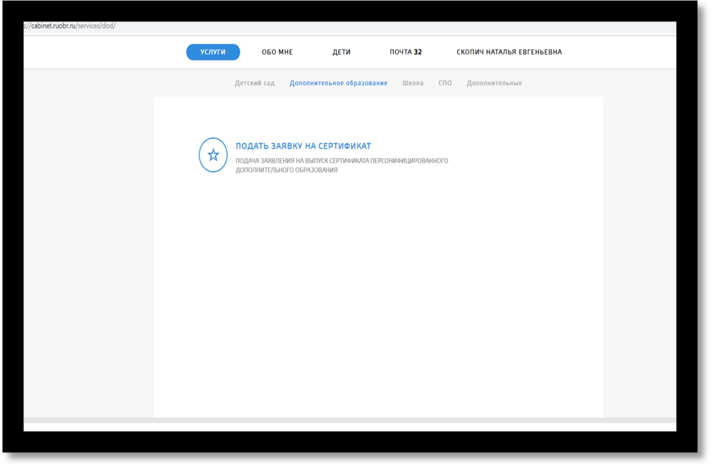 ://cabinet.ruobr.ru/services/dod/
УСЛУГИ ОБО МНЕ ДЕТИ ПОЧТА 32 СКОПИЧ НАТАЛЬЯ ЕВГЕНЬЕВНА
Детский сад Дополнительное образование Школа СПО Дополнительные
ПОДАТЬ ЗАЯВКУ НА СЕРТИФИКАТ
ПОДАЧА ЗАЯВЛЕНИЯ НА ВЫПУСК СЕРТИФИКАТА ПЕРСОНИФИЦИРОВАННОГО
ДОПОЛНИТЕЛЬНОГО ОБРАЗОВАНИЯ